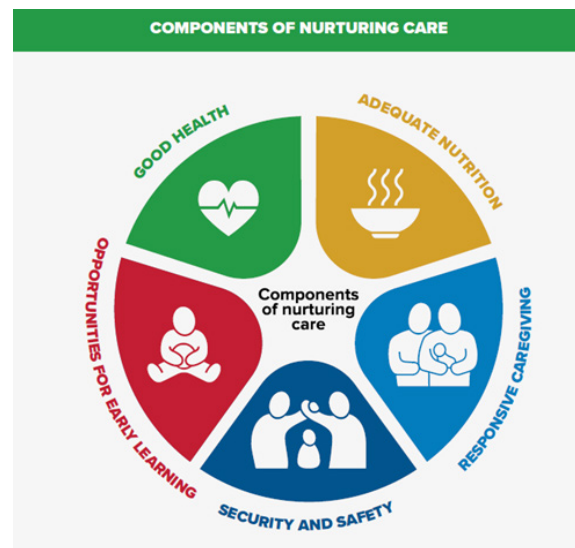 COMPONENTS OF NURTURING CARE
GOOD HEALTH
ADEQUATE NUTRITION
OPPORTUNITIES FOR EARLY LEARNING
Components
of nurturing
care
RESPONSIVE CAREGIVING
SECURITY AND SAFETY